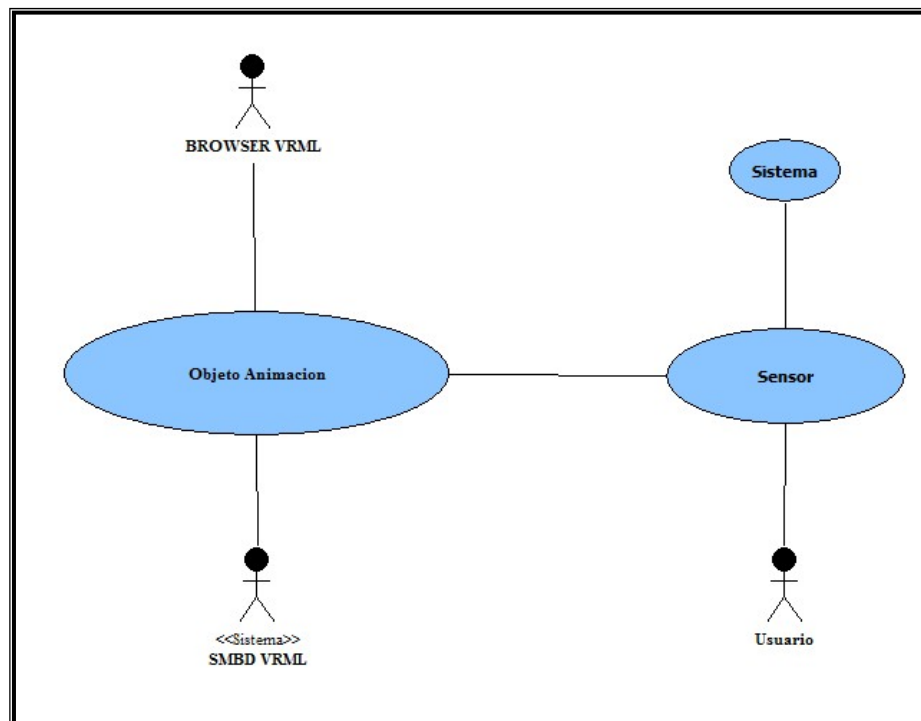 BROWSER VRML
Sistema
Objeto Animacion
Sensor
<<Sistema>>
SMBD VRML
Usuario